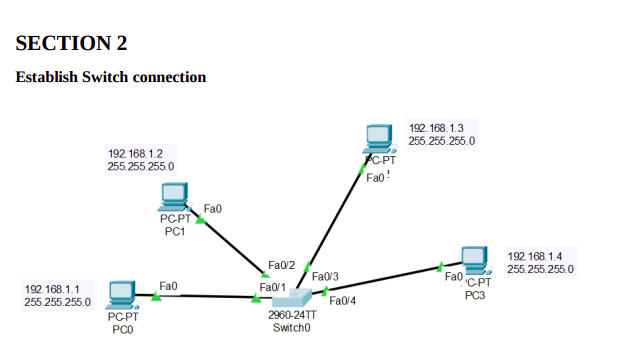 SECTION 2
Establish Switch connection
192.168.1.3
255.255.255.0
192.168.1.2
255.255.255.0
PC-PT
Fa0
Fa0
PC-PT
PC1
192.168.1.4
255.255.255.0
Fa0/2
Fa0/3
Fa0
C-PT
PC3
192.168.1.1
255.255.255.0
Fa0
Fa0/1
Fa0/4
PC-PT
PC0
2960-24TT
Switch0